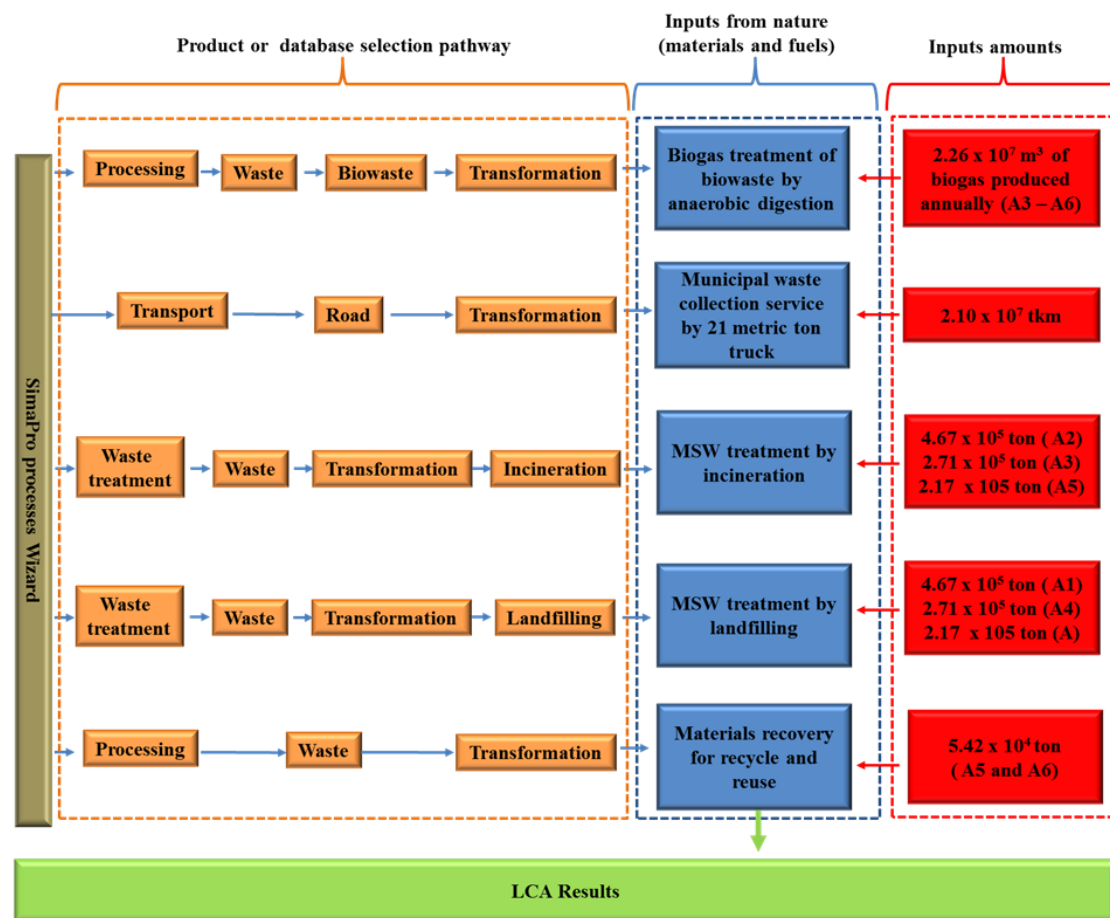 Product or database selection pathway
Inputs from nature
(materials and fuels)
Inputs amounts
SimaPro processes Wizard
Processing
Waste
Biowaste
Transformation
Biogas treatment of
biowaste by
anaerobic digestion
2.26 x 10⁷ m³ of
biogas produced
annually (A3 – A6)
Transport
Road
Transformation
Municipal waste
collection service
by 21 metric ton
truck
2.10 x 10⁷ tkm
Waste
treatment
Waste
Transformation
Incineration
MSW treatment by
incineration
4.67 x 10⁵ ton (A2)
2.71 x 10⁵ ton (A3)
2.17 x 105 ton (A5)
Waste
treatment
Waste
Transformation
Landfilling
MSW treatment by
landfilling
4.67 x 10⁵ ton (A1)
2.71 x 10⁵ ton (A4)
2.17 x 105 ton (A)
Processing
Waste
Transformation
Materials recovery
for recycle and
reuse
5.42 x 10⁴ ton
(A5 and A6)
LCA Results